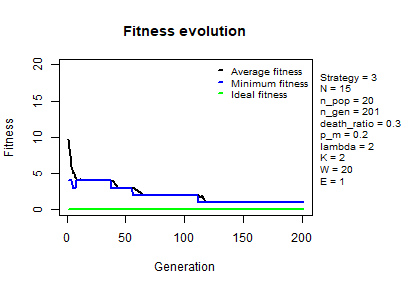 Fitness evolution
Fitness
20
15
10
5
0
Average fitness
Minimum fitness
Ideal fitness
Strategy = 3
N = 15
n_pop = 20
n_gen = 201
death_ratio = 0.3
p_m = 0.2
lambda = 2
K = 2
W = 20
E = 1
0 50 100 150 200
Generation